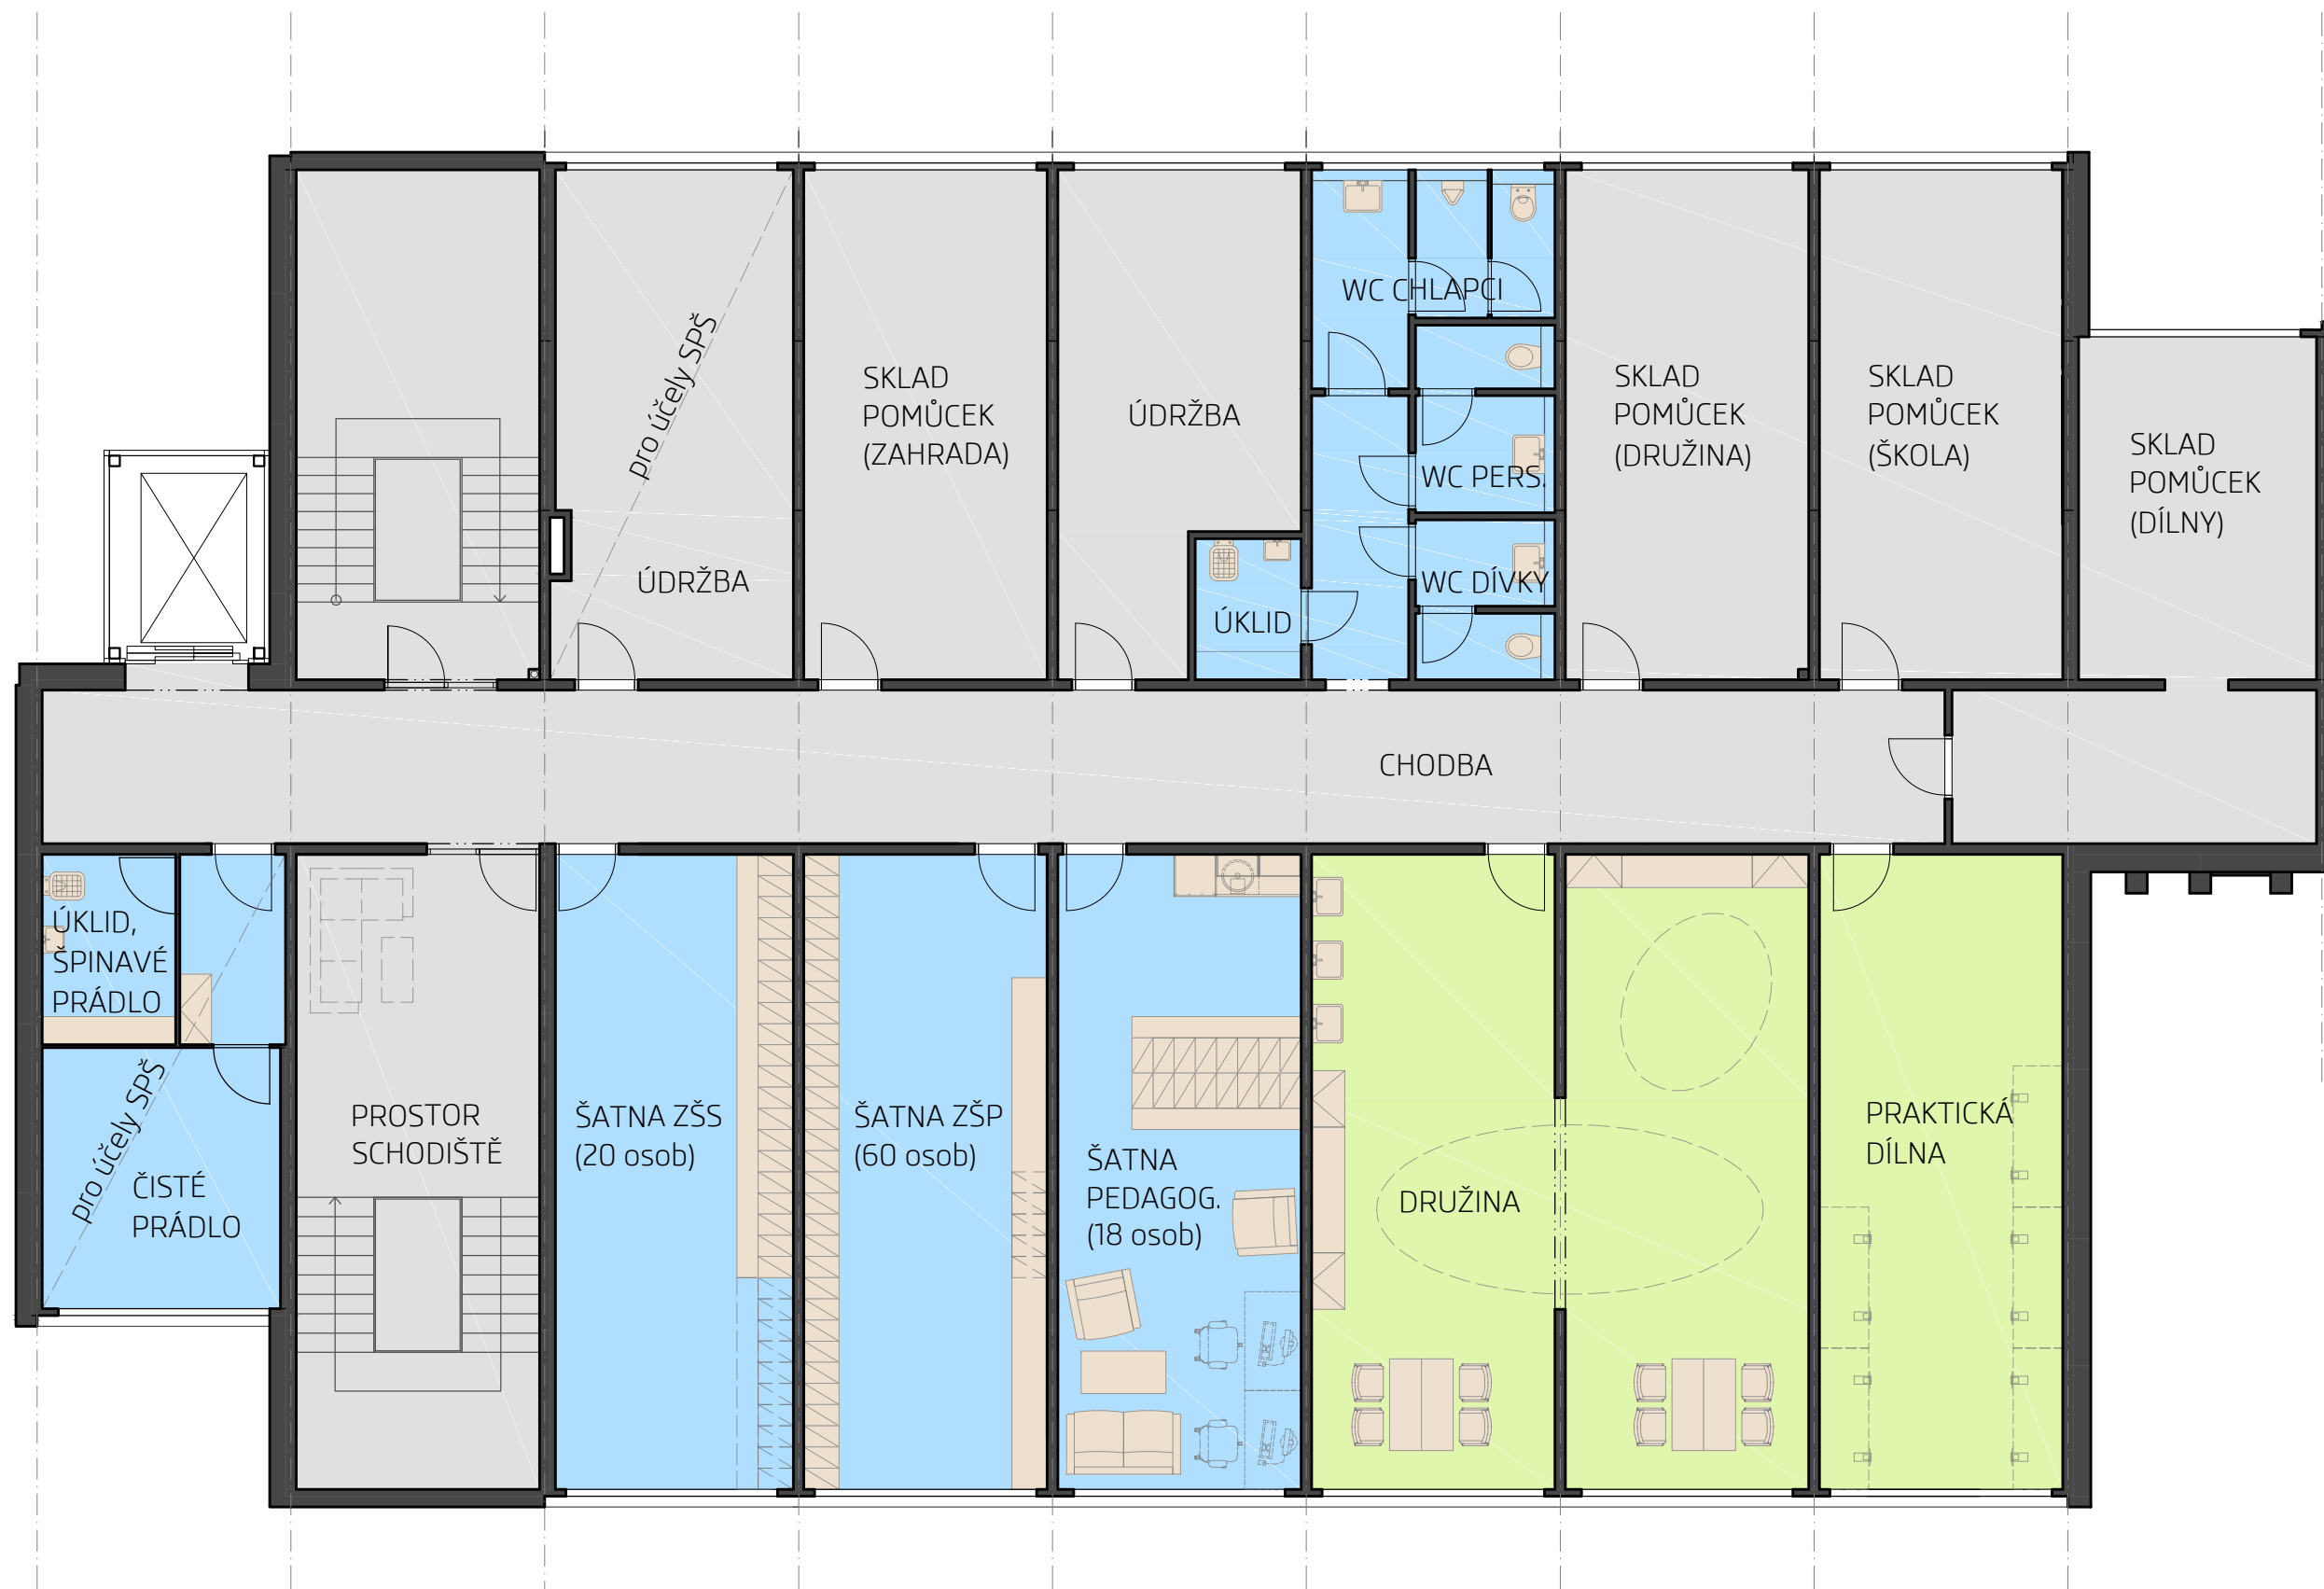 pro účely SPŠ
ÚDRŽBA
SKLAD
POMŮCEK
(ZAHRADA)
ÚDRŽBA
ÚKLID
WC CHLAPCI
WC PERS.
WC DÍVKY
SKLAD
POMŮCEK
(DRUŽINA)
SKLAD
POMŮCEK
(ŠKOLA)
SKLAD
POMŮCEK
(DÍLNY)
CHODBA
ÚKLID,
ŠPINAVÉ
PRÁDLO
pro účely SPŠ
ČISTÉ
PRÁDLO
PROSTOR
SCHODIŠTĚ
ŠATNA ZŠS
(20 osob)
ŠATNA ZŠP
(60 osob)
ŠATNA
PEDAGOG.
(18 osob)
DRUŽINA
PRAKTICKÁ
DÍLNA